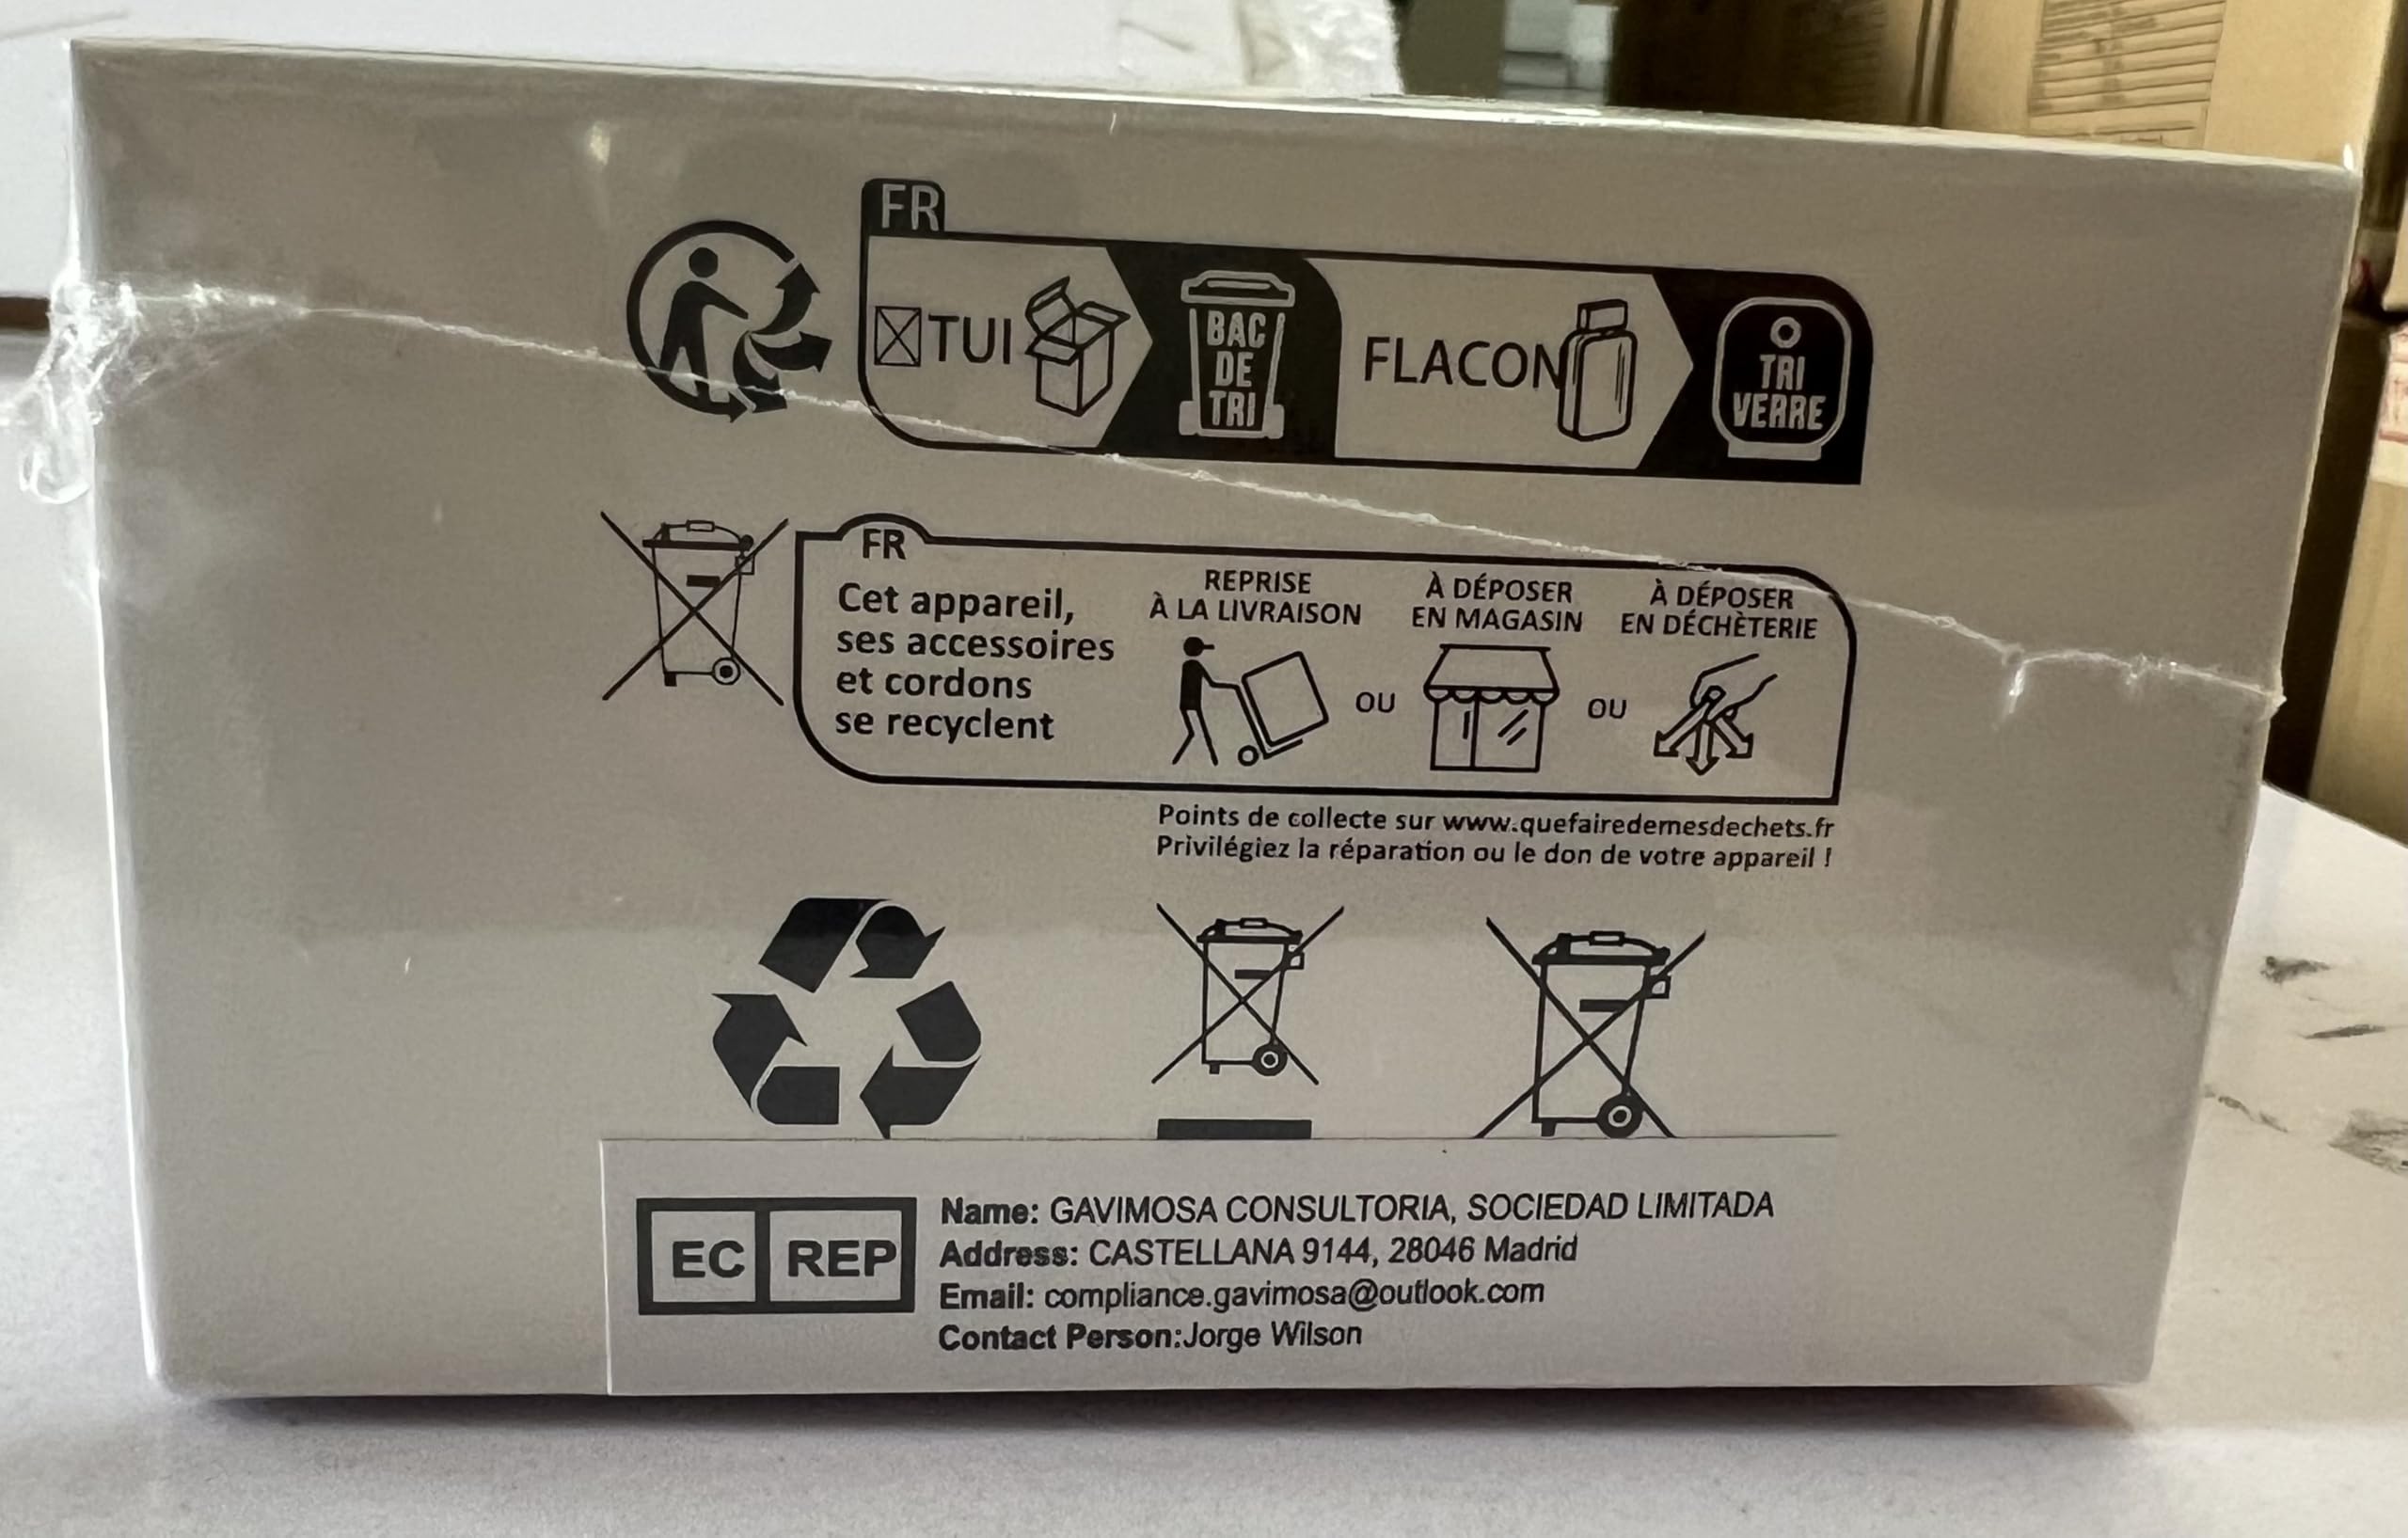 FR
☒TUI
BAC
DE
TRI
FLACON
TRI
VERRE
FR
Cet appareil,
ses accessoires
et cordons
se recyclent
REPRISE
À LA LIVRAISON
OU
À DÉPOSER
EN MAGASIN
OU
À DÉPOSER
EN DÉCHÈTERIE
Points de collecte sur www.quefairedemesdechets.fr
Privilégiez la réparation ou le don de votre appareil !
EC REP
Name: GAVIMOSA CONSULTORIA, SOCIEDAD LIMITADA
Address: CASTELLANA 9144, 28046 Madrid
Email: compliance.gavimosa@outlook.com
Contact Person:Jorge Wilson